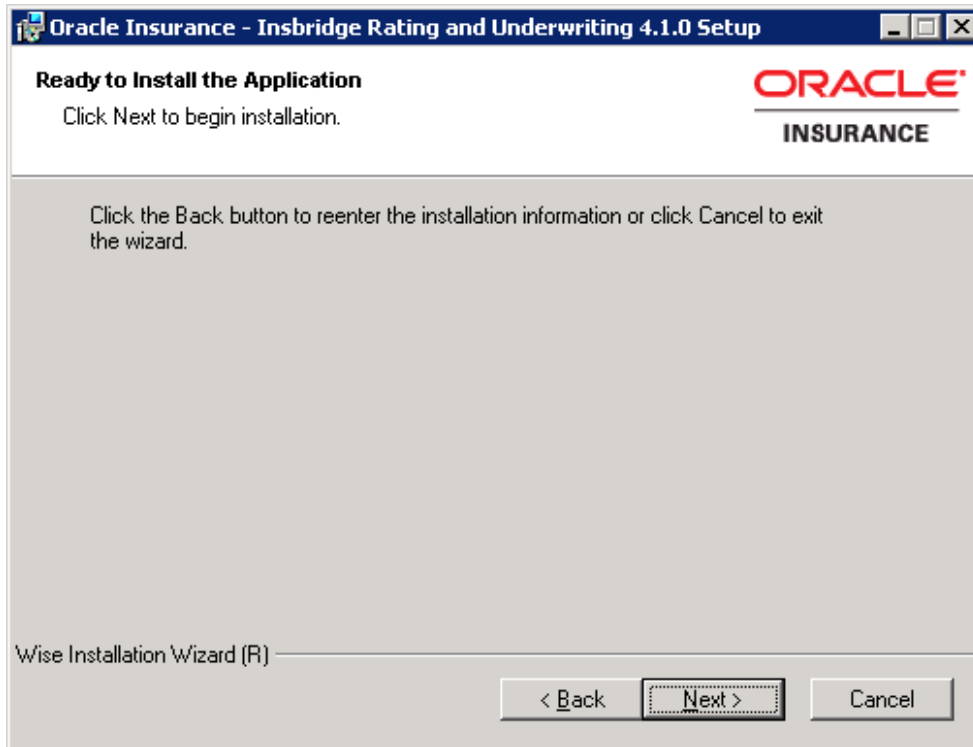 Oracle Insurance - Insbridge Rating and Underwriting 4.1.0 Setup
Ready to Install the Application
Click Next to begin installation.
ORACLE
INSURANCE
Click the Back button to reenter the installation information or click Cancel to exit
the wizard.
Wise Installation Wizard (R)
< Back
Next >
Cancel